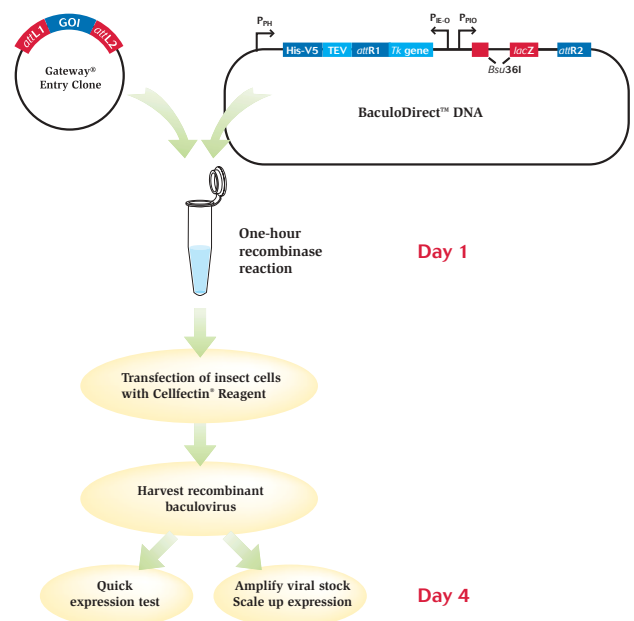 attL1 GOI attL2
Gateway®
Entry Clone
PPH
PIE-O PPIO
His-V5 TEV attR1 Tk gene lacZ attR2
Bsu36I
BaculoDirect™ DNA
One-hour
recombinase
reaction
Day 1
Transfection of insect cells
with Cellfectin® Reagent
Harvest recombinant
baculovirus
Quick
expression test
Amplify viral stock
Scale up expression
Day 4